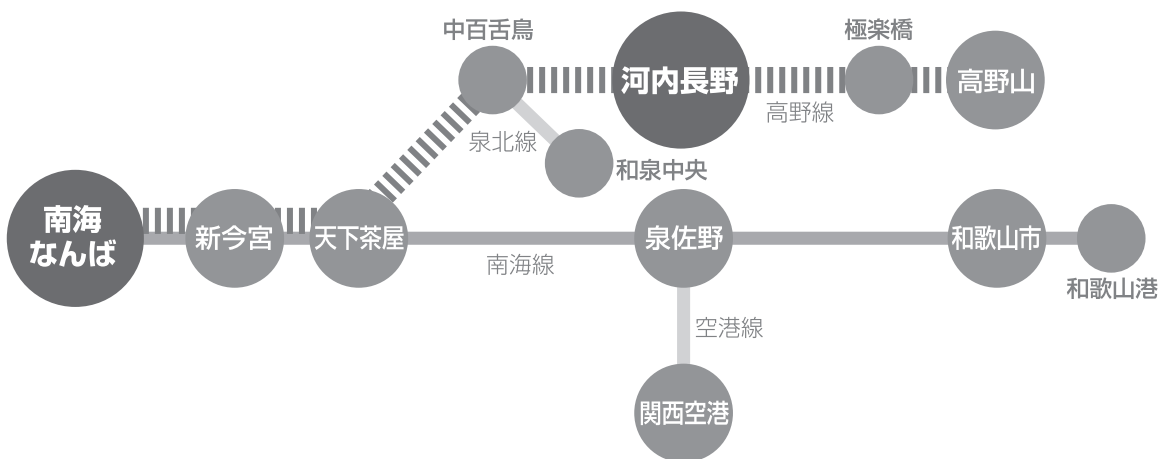 中百舌鳥
河内長野
極楽橋
高野山
高野線
泉北線
和泉中央
南海
なんば
新今宮
天下茶屋
泉佐野
和歌山市
南海線
和歌山港
空港線
関西空港